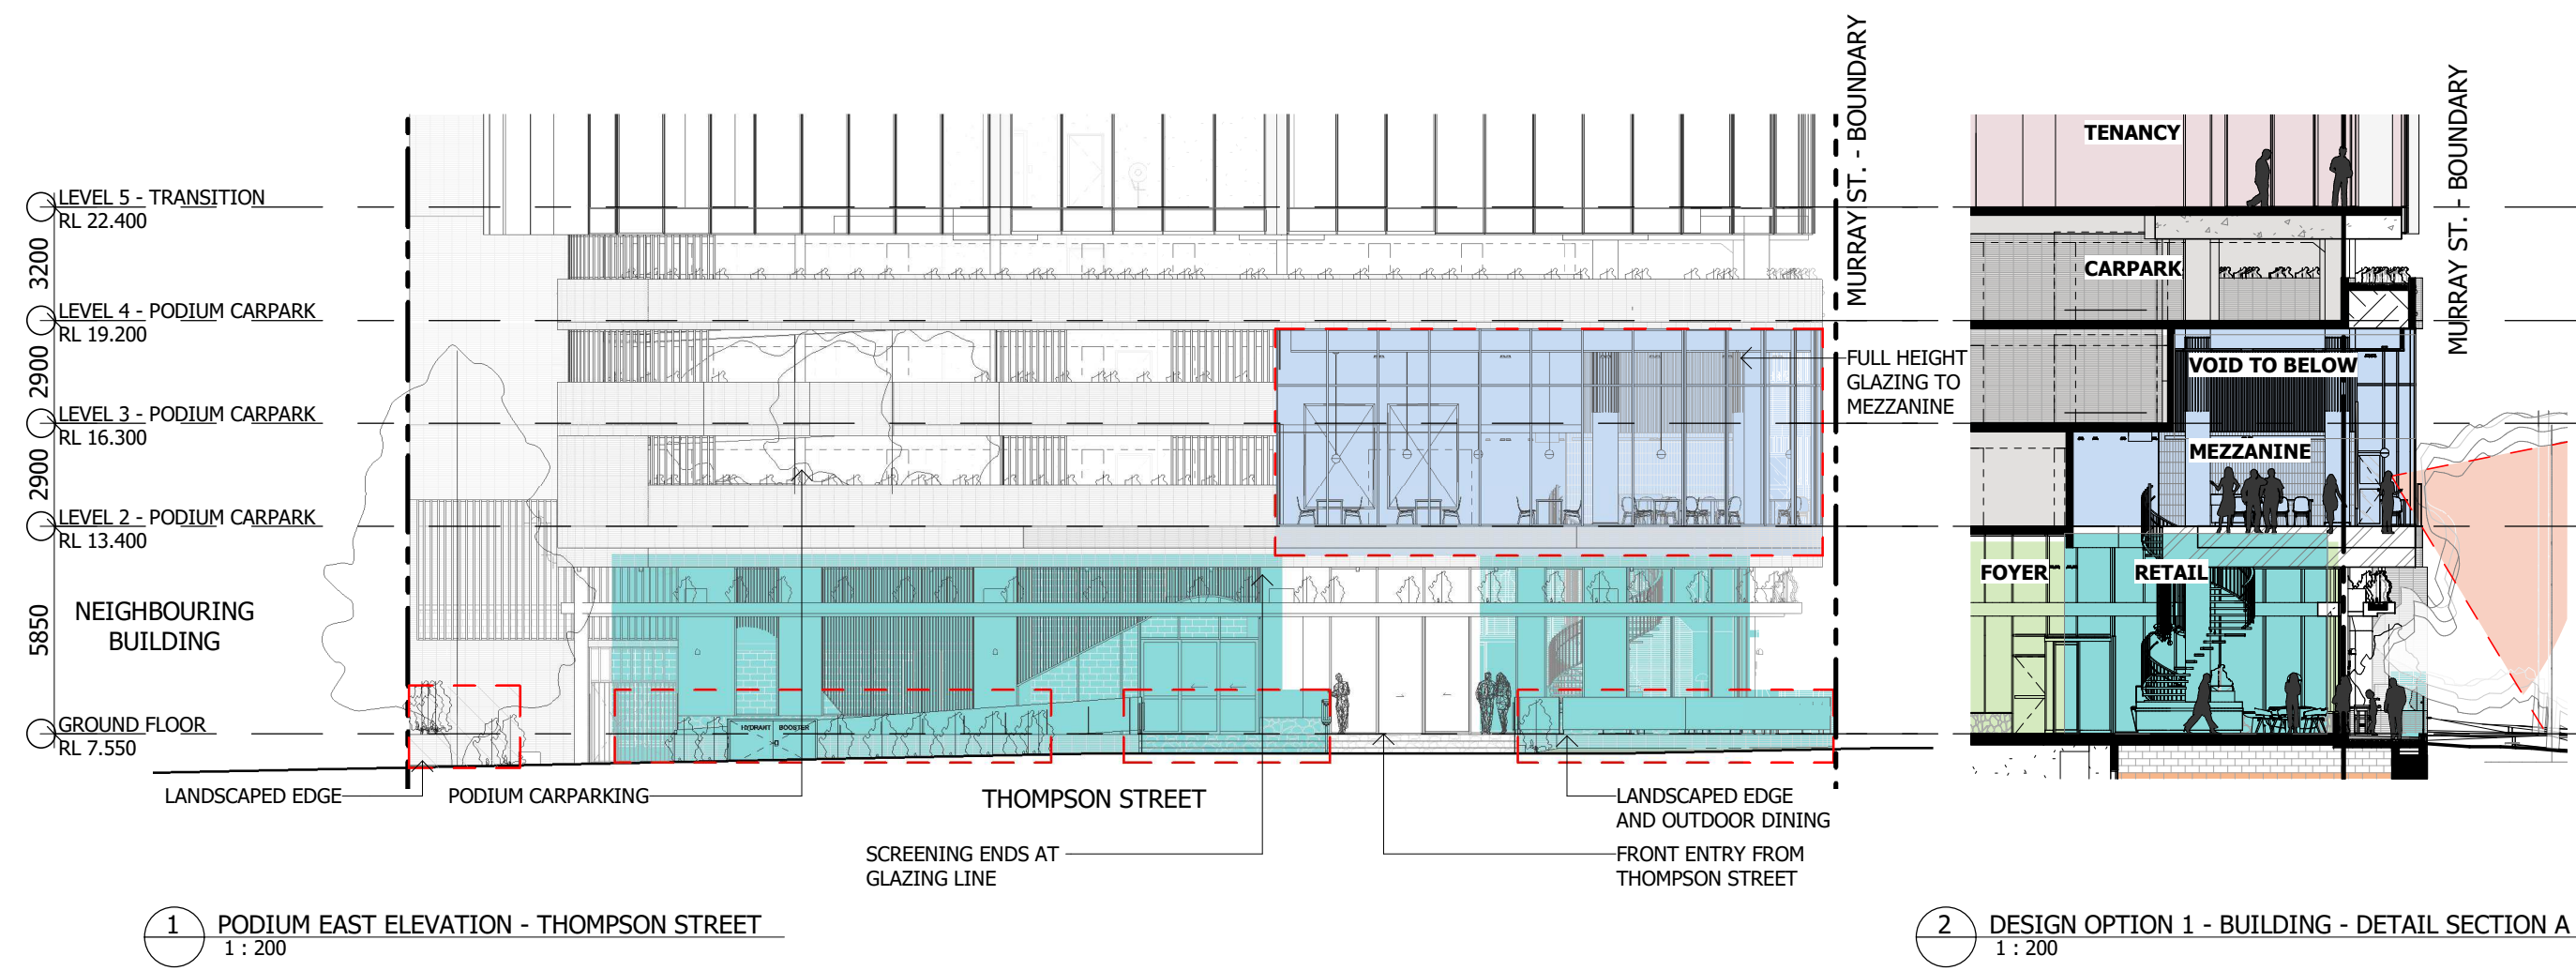 MURRAY ST. - BOUNDARY
MURRAY ST. - BOUNDARY
LEVEL 5 - TRANSITION
RL 22.400
3200
LEVEL 4 - PODIUM CARPARK
RL 19.200
2900
LEVEL 3 - PODIUM CARPARK
RL 16.300
2900
LEVEL 2 - PODIUM CARPARK
RL 13.400
5850
NEIGHBOURING
BUILDING
GROUND FLOOR
RL 7.550
HYDRANT BOOSTER
FULL HEIGHT
GLAZING TO
MEZZANINE
LANDSCAPED EDGE
PODIUM CARPARKING
THOMPSON STREET
LANDSCAPED EDGE
AND OUTDOOR DINING
SCREENING ENDS AT
GLAZING LINE
FRONT ENTRY FROM
THOMPSON STREET
1 PODIUM EAST ELEVATION - THOMPSON STREET
1 : 200
TENANCY
CARPARK
VOID TO BELOW
MEZZANINE
FOYER
RETAIL
2 DESIGN OPTION 1 - BUILDING - DETAIL SECTION A
1 : 200